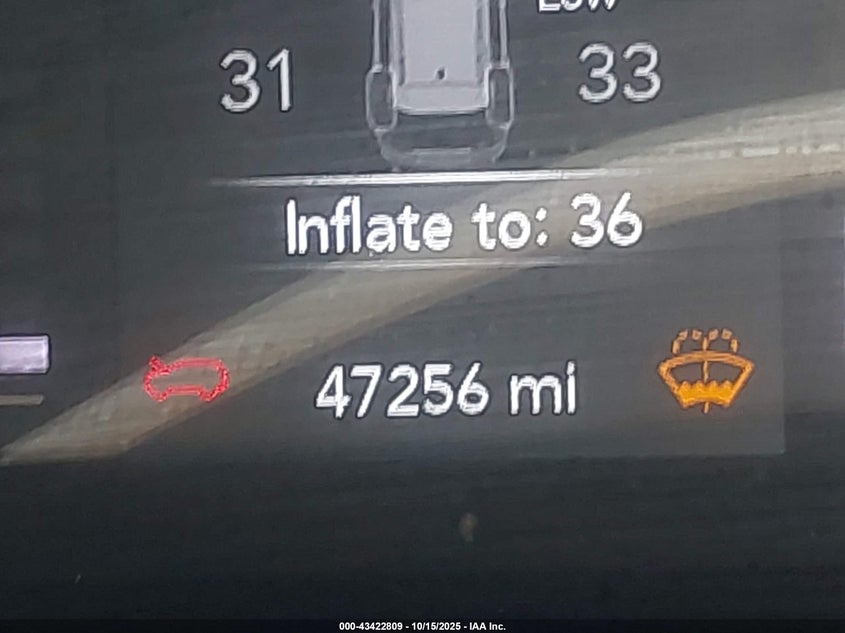 31 33
Inflate to: 36
47256 mi
000-43422809 - 10/15/2025 - IAA Inc.